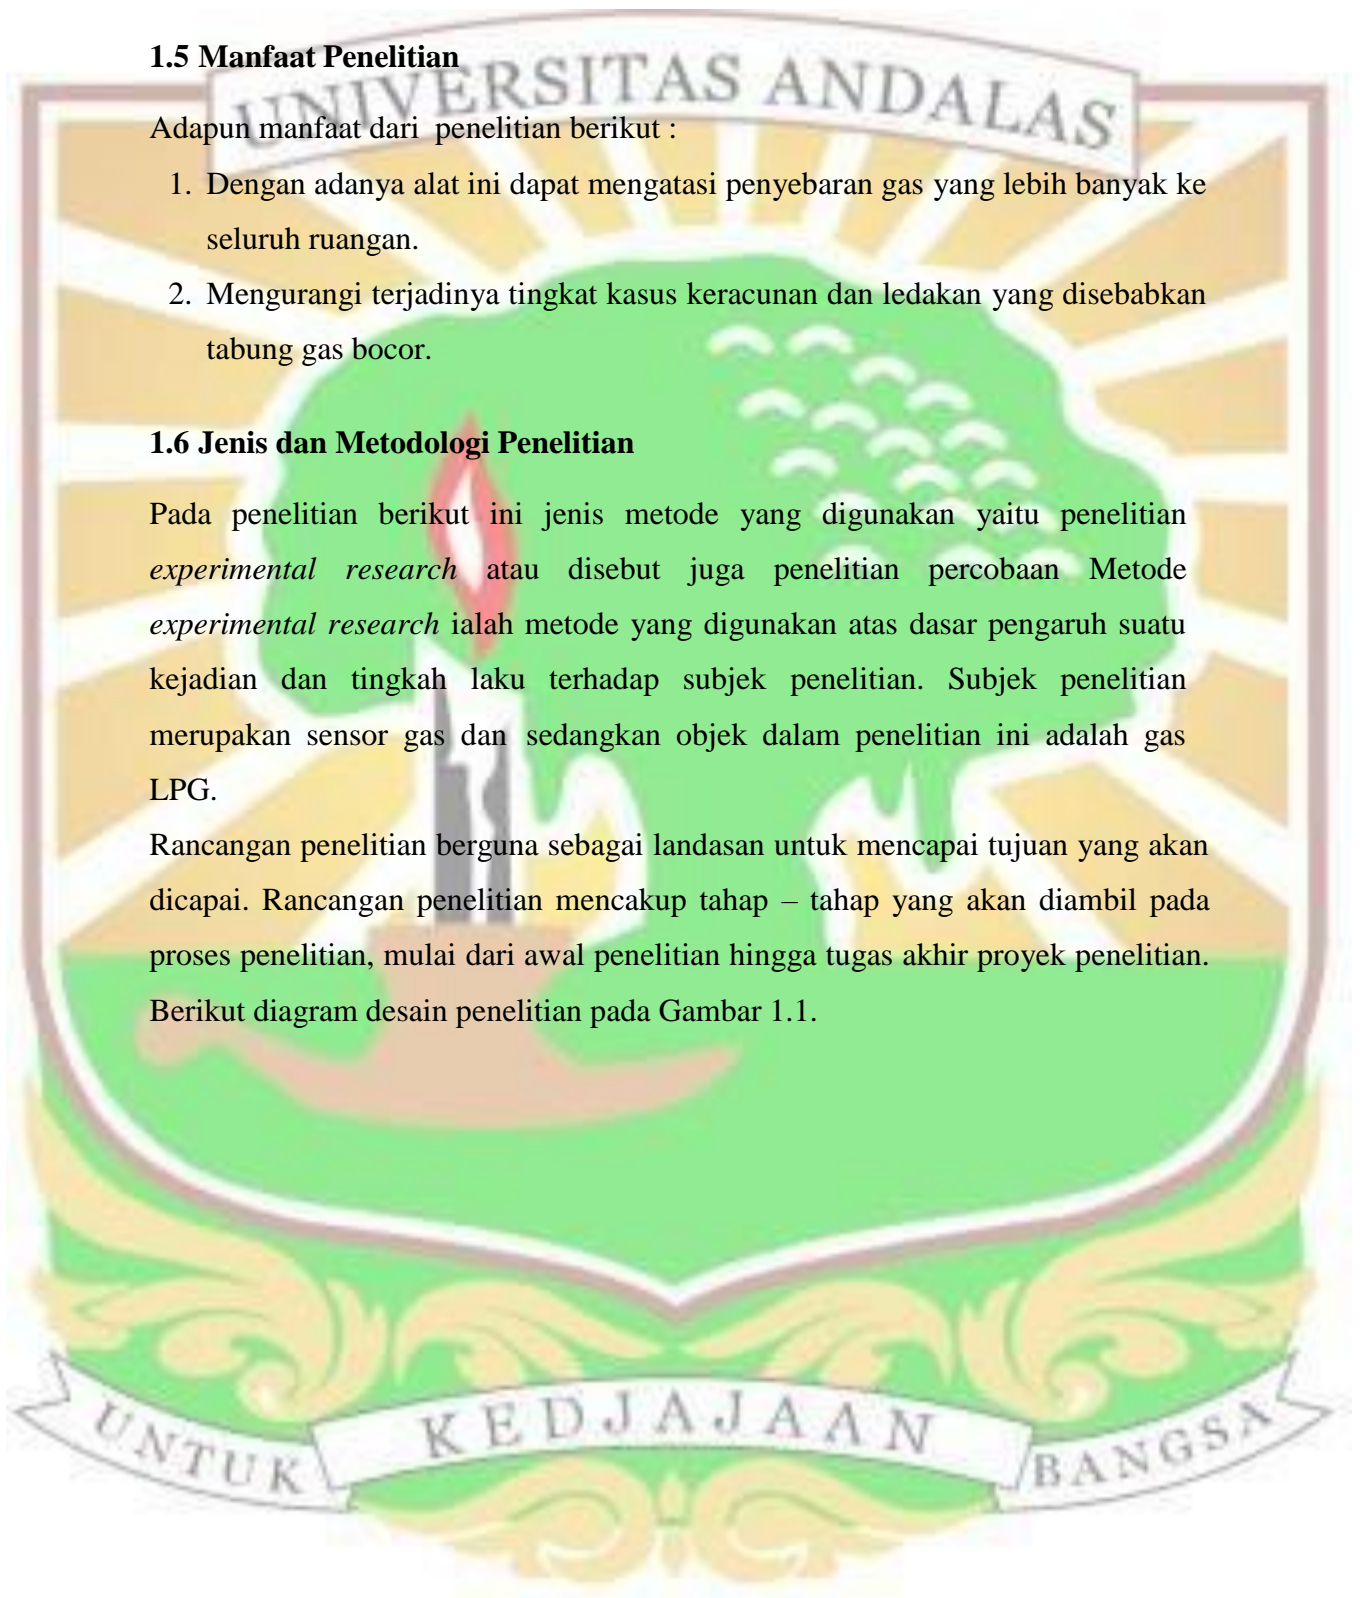 1.5 Manfaat Penelitian
UNIVERSITAS ANDALAS
Adapun manfaat dari  penelitian berikut :
1. Dengan adanya alat ini dapat mengatasi penyebaran gas yang lebih banyak ke
seluruh ruangan.
2. Mengurangi terjadinya tingkat kasus keracunan dan ledakan yang disebabkan
tabung gas bocor.
1.6 Jenis dan Metodologi Penelitian
Pada penelitian berikut ini jenis metode yang digunakan yaitu penelitian
experimental research atau disebut juga penelitian percobaan Metode
experimental research ialah metode yang digunakan atas dasar pengaruh suatu
kejadian dan tingkah laku terhadap subjek penelitian. Subjek penelitian
merupakan sensor gas dan sedangkan objek dalam penelitian ini adalah gas
LPG.
Rancangan penelitian berguna sebagai landasan untuk mencapai tujuan yang akan
dicapai. Rancangan penelitian mencakup tahap – tahap yang akan diambil pada
proses penelitian, mulai dari awal penelitian hingga tugas akhir proyek penelitian.
Berikut diagram desain penelitian pada Gambar 1.1.
UNTUK KEDJAJAAN BANGSA